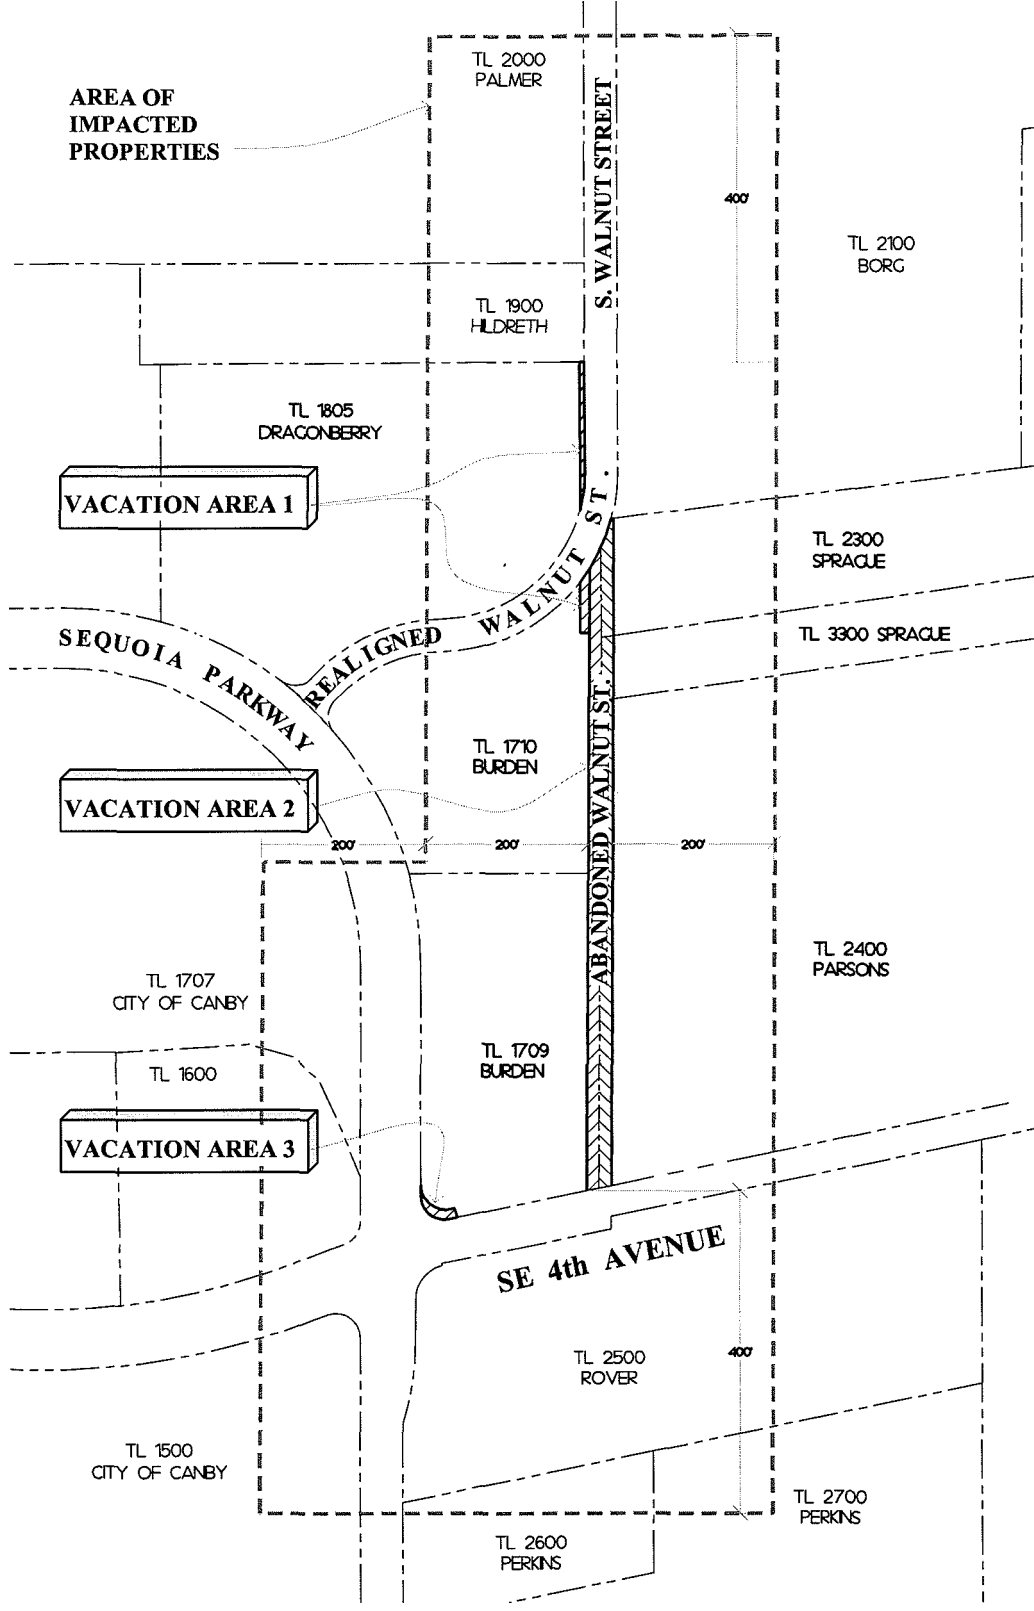 TL 2000
PALMER
AREA OF
IMPACTED
PROPERTIES
S. WALNUT STREET
400'
TL 2100
BORG
TL 1900
HILDRETH
TL 1805
DRAGONBERRY
VACATION AREA 1
TL 2300
SPRAGUE
TL 3300 SPRAGUE
REALIGNED WALNUT ST.
SEQUOIA PARKWAY
TL 1710
BURDEN
VACATION AREA 2
ABANDONED WALNUT ST.
200'
200'
200'
TL 2400
PARSONS
TL 1707
CITY OF CANBY
TL 1709
BURDEN
TL 1600
VACATION AREA 3
SE 4th AVENUE
400'
TL 2500
ROVER
TL 1500
CITY OF CANBY
TL 2700
PERKINS
TL 2600
PERKINS